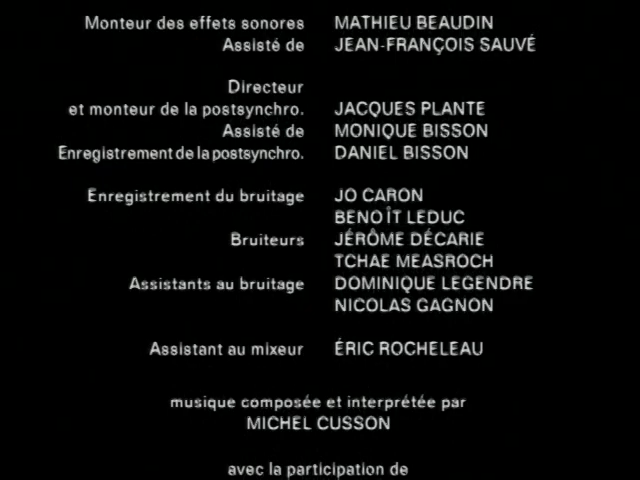 Monteur des effets sonores MATHIEU BEAUDIN
Assisté de JEAN-FRANÇOIS SAUVÉ
Directeur
et monteur de la postsynchro. JACQUES PLANTE
Assisté de MONIQUE BISSON
Enregistrement de la postsynchro. DANIEL BISSON
Enregistrement du bruitage JO CARON
BENOÎT LEDUC
Bruiteurs JÉRÔME DÉCARIE
TCHAE MEASROCH
Assistants au bruitage DOMINIQUE LEGENDRE
NICOLAS GAGNON
Assistant au mixeur ÉRIC ROCHELEAU
musique composée et interprétée par
MICHEL CUSSON
avec la participation de